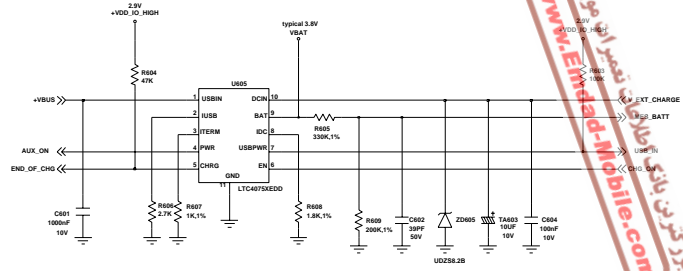 2.9V
+VDD_IO_HIGH
typical 3.8V
VBAT
2.9V
+VDD_IO_HIGH
R604
47K
U605
R603
100K
+VBUS
1 USBIN
DCIN 10
V_EXT_CHARGE
2 IUSB
BAT 9
3 ITERM
IDC 8
R605
330K,1%
AUX_ON
4 PWR
USBPWR 7
USB_IN
END_OF_CHG
5 CHRG
EN 6
CHG_ON
GND
11
LTC4075XEDD
C601
1000nF
10V
R606
2.7K
R607
1K,1%
R608
1.8K,1%
R609
200K,1%
C602
39PF
50V
ZD605
UDZS8.2B
TA603
10UF
10V
C604
100nF
10V
www.Emdad-Mobile.com